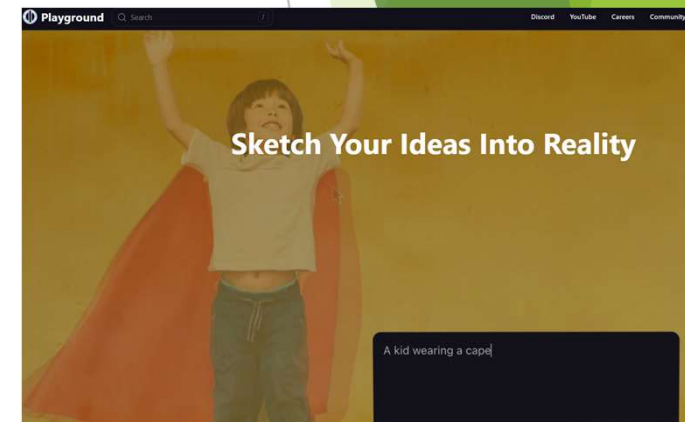 Playground
Search
/
Discord YouTube Careers Community
Sketch Your Ideas Into Reality
A kid wearing a cape